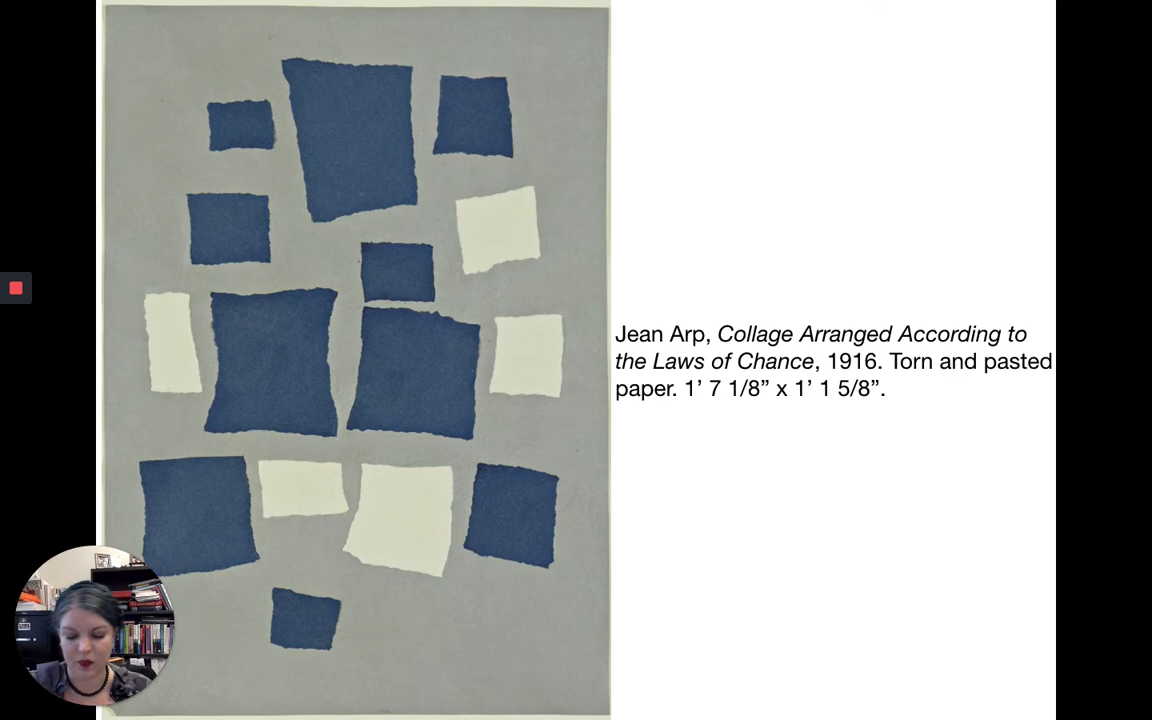 Jean Arp, Collage Arranged According to
the Laws of Chance, 1916. Torn and pasted
paper. 1’ 7 1/8” x 1’ 1 5/8”.